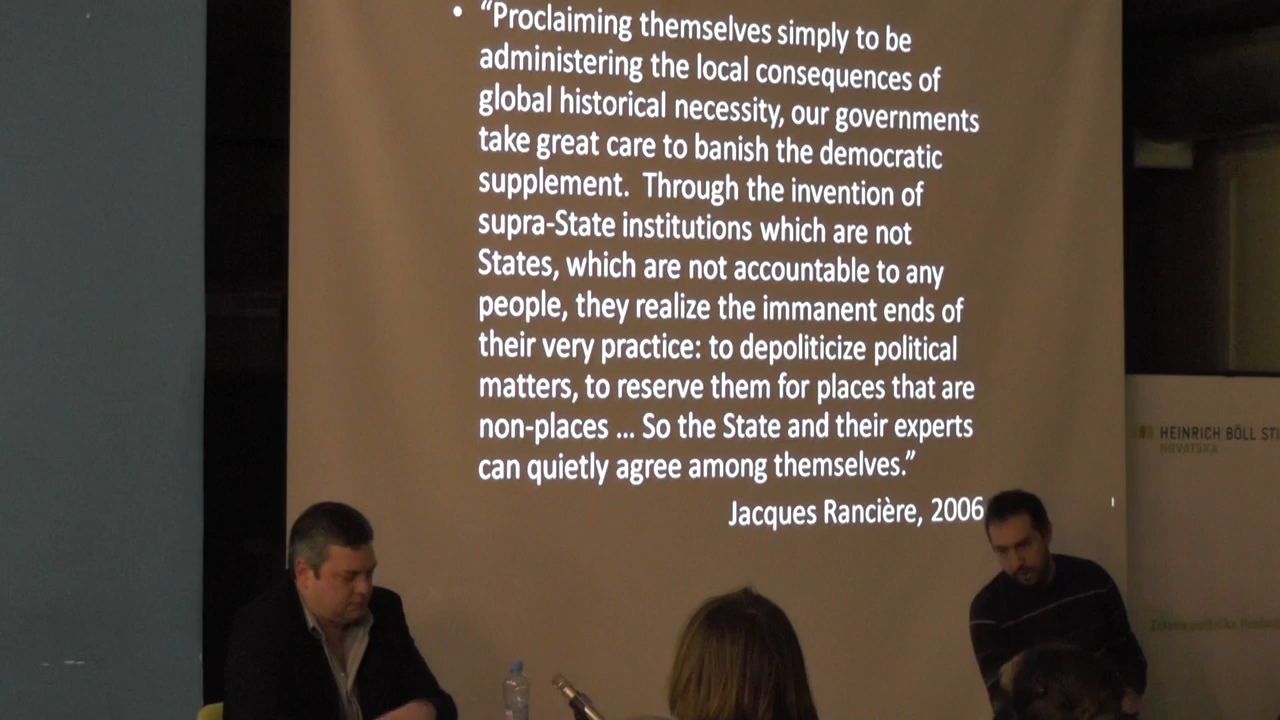 • “Proclaiming themselves simply to be
administering the local consequences of
global historical necessity, our governments
take great care to banish the democratic
supplement.  Through the invention of
supra-State institutions which are not
States, which are not accountable to any
people, they realize the immanent ends of
their very practice: to depoliticize political
matters, to reserve them for places that are
non-places ... So the State and their experts
can quietly agree among themselves.”
Jacques Rancière, 2006
HEINRICH BÖLL STI
HRVATSKA
Zelena politička